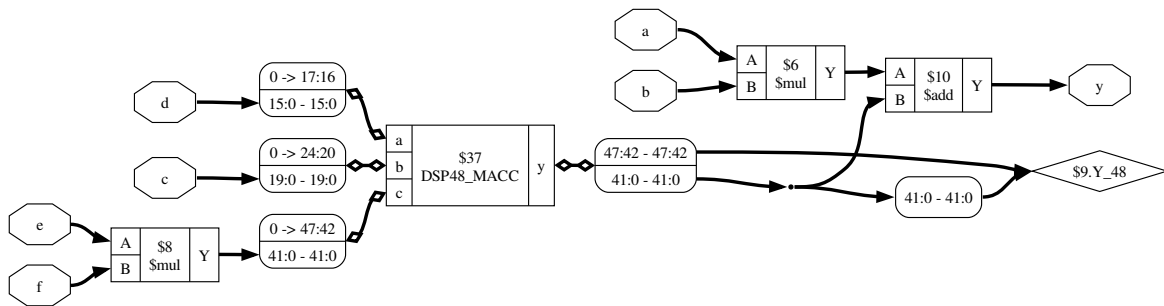 a
b
A
B
$6
$mul
Y
A
B
$10
$add
Y
y
d
0 -> 17:16
15:0 - 15:0
c
0 -> 24:20
19:0 - 19:0
a
b
c
$37
DSP48_MACC
y
47:42 - 47:42
41:0 - 41:0
41:0 - 41:0
$9.Y_48
e
f
A
B
$8
$mul
Y
0 -> 47:42
41:0 - 41:0